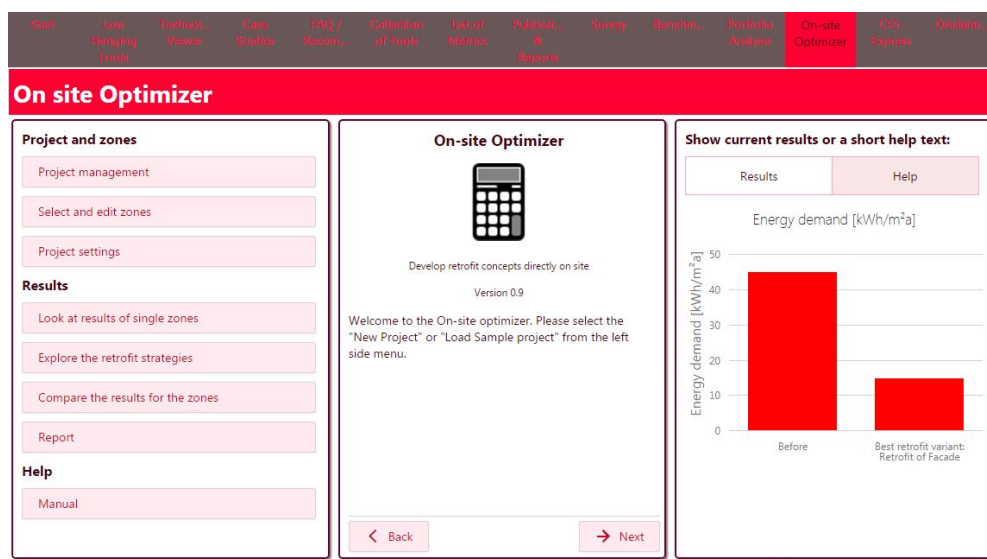 Start
Low
Hanging
Fruits
Technol...
Viewer
Case
Studies
FAQ /
Recom...
Collection
of Tools
List of
Metrics
Publicat...
&
Reports
Survey
Benchm...
Portfolio
Analysis
On-site
Optimizer
Express
On site Optimizer
Project and zones
Project management
Select and edit zones
Project settings
Results
Look at results of single zones
Explore the retrofit strategies
Compare the results for the zones
Report
Help
Manual
On-site Optimizer
Develop retrofit concepts directly on site
Version 0.9
Welcome to the On-site optimizer. Please select the
"New Project" or "Load Sample project" from the left
side menu.
Back
Next
Show current results or a short help text:
Results
Help
Energy demand [kWh/m²a]
Energy demand [kWh/m²a]
50
40
30
20
10
0
Before
Best retrofit variant:
Retrofit of Facade